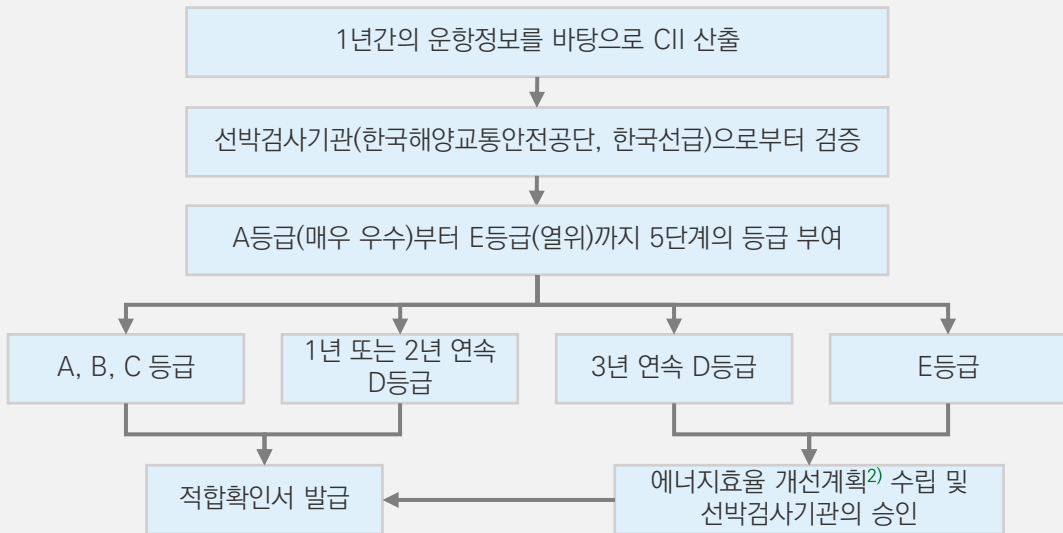 1년간의 운항정보를 바탕으로 CII 산출
선박검사기관(한국해양교통안전공단, 한국선급)으로부터 검증
A등급(매우 우수)부터 E등급(열위)까지 5단계의 등급 부여
A, B, C 등급
1년 또는 2년 연속
D등급
3년 연속 D등급
E등급
적합확인서 발급
에너지효율 개선계획2) 수립 및
선박검사기관의 승인